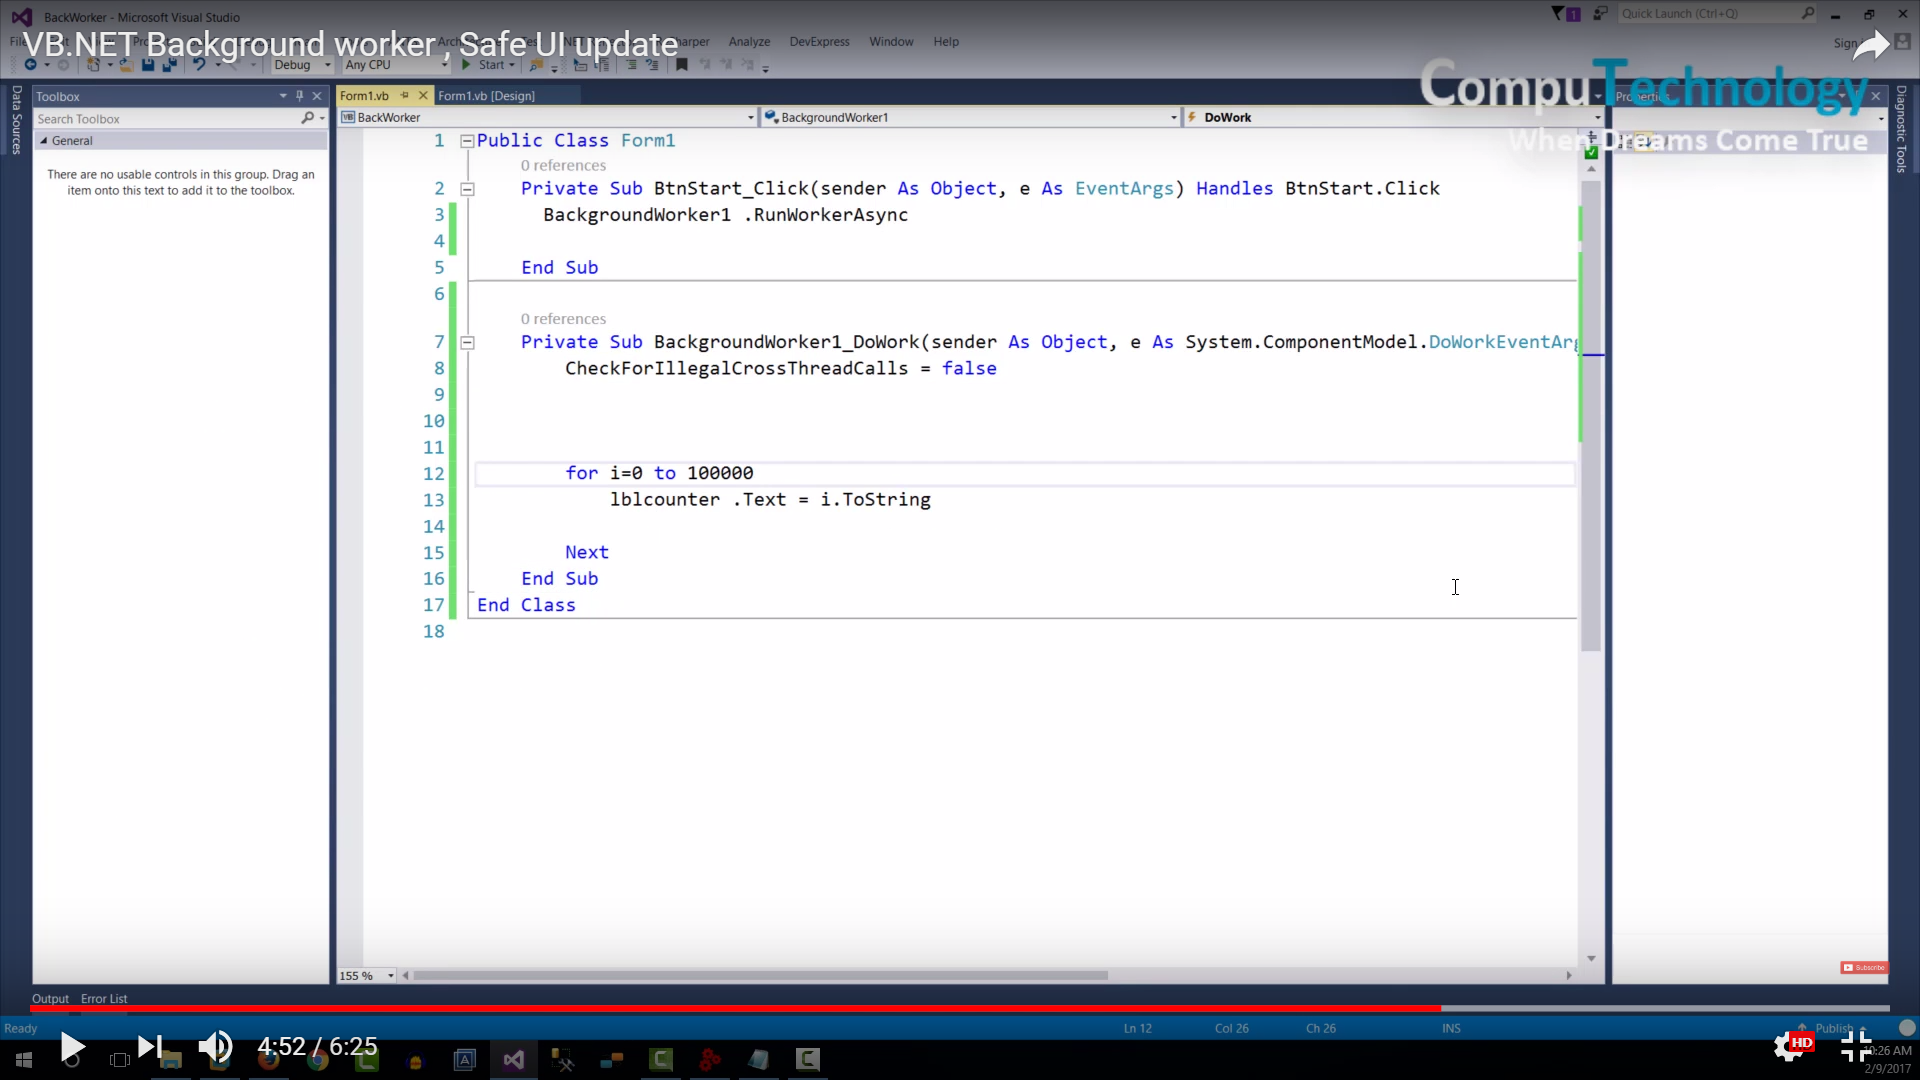 BackWorker - Microsoft Visual Studio
Quick Launch (Ctrl+Q)
1
VB.NET Background worker , Safe UI update
Analyze Window DevExpress Help
Sign
Debug Any CPU Start
CompuTechnology
When Dreams Come True
Data Sources
Toolbox
Search Toolbox
General
There are no usable controls in this group. Drag an
item onto this text to add it to the toolbox.
Form1.vb Form1.vb [Design]
BackWorker BackgroundWorker1 DoWork
Properties
Diagnostic Tools
1 Public Class Form1
0 references
2 Private Sub BtnStart_Click(sender As Object, e As EventArgs) Handles BtnStart.Click
3 BackgroundWorker1 .RunWorkerAsync
4
5 End Sub
6
0 references
7 Private Sub BackgroundWorker1_DoWork(sender As Object, e As System.ComponentModel.DoWorkEventArg
8 CheckForIllegalCrossThreadCalls = false
9
10
11
12 for i=0 to 100000
13 lblcounter .Text = i.ToString
14
15 Next
16 End Sub
17 End Class
18
155 %
Subscribe
Output Error List
Ready Ln 12 Col 26 Ch 26 INS Publish
4:52 / 6:25
HD
10:26 AM
2/9/2017